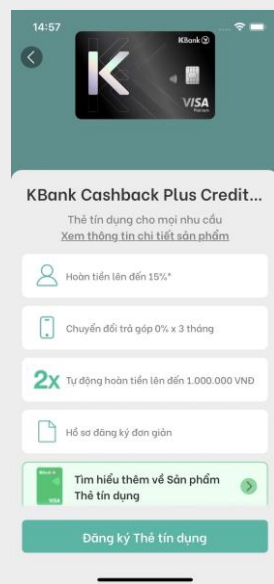 14:57
KBank
K
VISA
Platinum
KBank Cashback Plus Credit...
Thẻ tín dụng cho mọi nhu cầu
Xem thông tin chi tiết sản phẩm
Hoàn tiền lên đến 15%*
Chuyển đổi trả góp 0% x 3 tháng
2x Tự động hoàn tiền lên đến 1.000.000 VNĐ
Hồ sơ đăng ký đơn giản
Tìm hiểu thêm về Sản phẩm
Thẻ tín dụng
VISA
Đăng ký Thẻ tín dụng